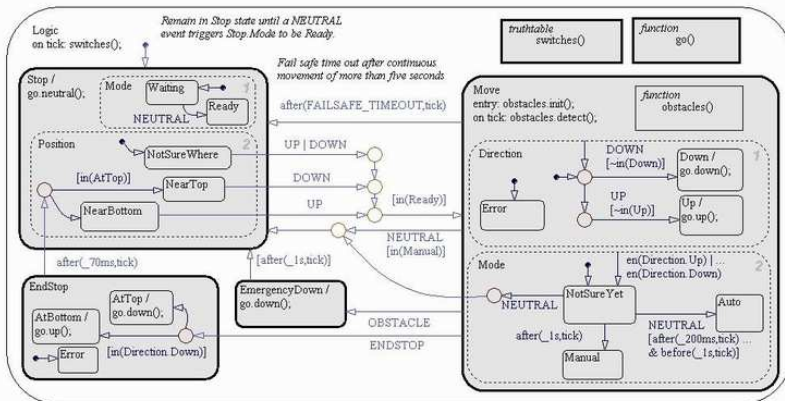 Logic
on tick: switches();
Remain in Stop state until a NEUTRAL
event triggers Stop.Mode to be Ready.
truthtable
switches()
function
go()
Fail safe time out after continuous
movement of more than five seconds
Stop /
go.neutral();
Mode
1
Waiting
Ready
NEUTRAL
after(FAILSAFE_TIMEOUT,tick)
Position
2
NotSureWhere
UP | DOWN
[in(AtTop)]
NearTop
DOWN
NearBottom
UP
[in(Ready)]
NEUTRAL
[in(Manual)]
Move
entry: obstacles.init();
on tick: obstacles.detect();
function
obstacles()
Direction
1
DOWN
[~in(Down)]
Down /
go.down();
UP
[~in(Up)]
Up /
go.up();
Error
Mode
2
en(Direction.Up) | ...
en(Direction.Down)
NotSureYet
NEUTRAL
Auto
after(_1s,tick)
NEUTRAL
[after(_200ms,tick) ...
& before(_1s,tick)]
Manual
after(_70ms,tick)
[after(_1s,tick)]
EndStop
AtTop /
go.down();
AtBottom /
go.up();
Error
[in(Direction.Down)]
EmergencyDown /
go.down();
OBSTACLE
ENDSTOP